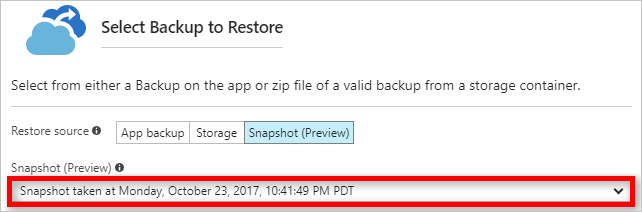 Select Backup to Restore
Select from either a Backup on the app or zip file of a valid backup from a storage container.
Restore source App backup Storage Snapshot (Preview)
Snapshot (Preview)
Snapshot taken at Monday, October 23, 2017, 10:41:49 PM PDT